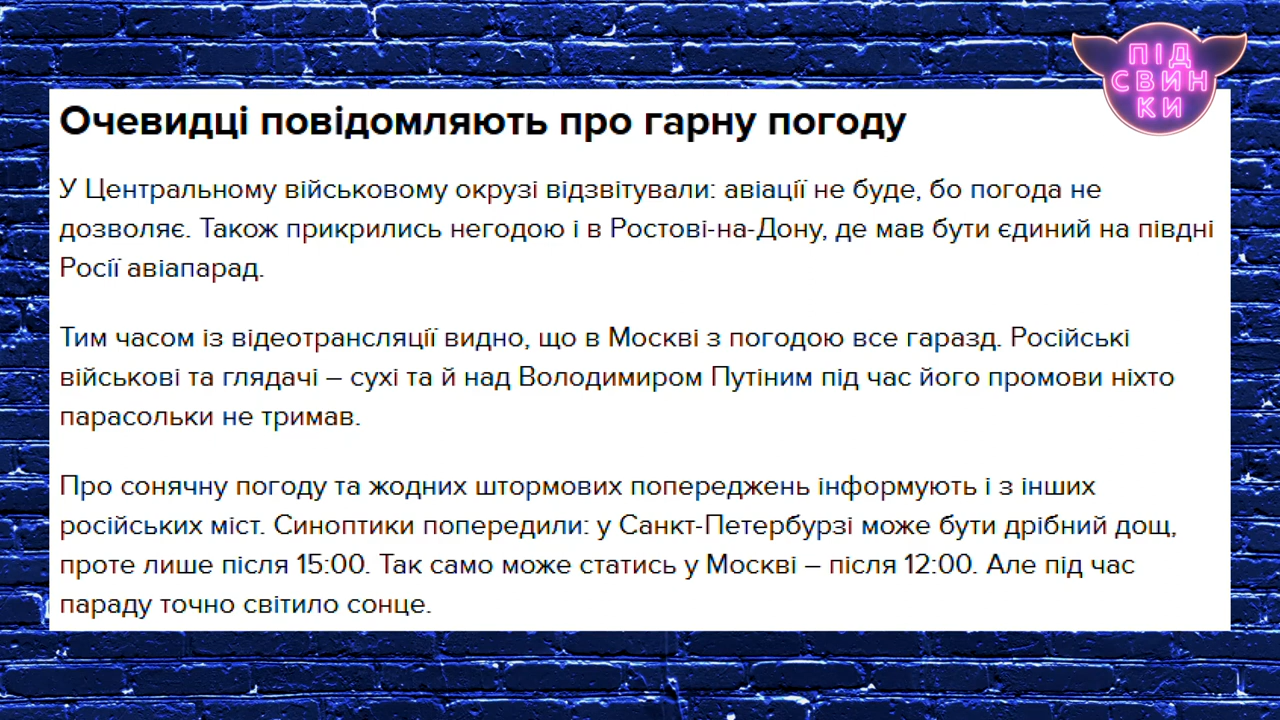 ПІД
СВИН
КИ
Очевидці повідомляють про гарну погоду
У Центральному військовому окрузі відзвітували: авіації не буде, бо погода не
дозволяє. Також прикрились негодою і в Ростові-на-Дону, де мав бути єдиний на півдні
Росії авіапарад.
Тим часом із відеотрансляції видно, що в Москві з погодою все гаразд. Російські
військові та глядачі – сухі та й над Володимиром Путіним під час його промови ніхто
парасольки не тримав.
Про сонячну погоду та жодних штормових попереджень інформують і з інших
російських міст. Синоптики попередили: у Санкт-Петербурзі може бути дрібний дощ,
проте лише після 15:00. Так само може статись у Москві – після 12:00. Але під час
параду точно світило сонце.